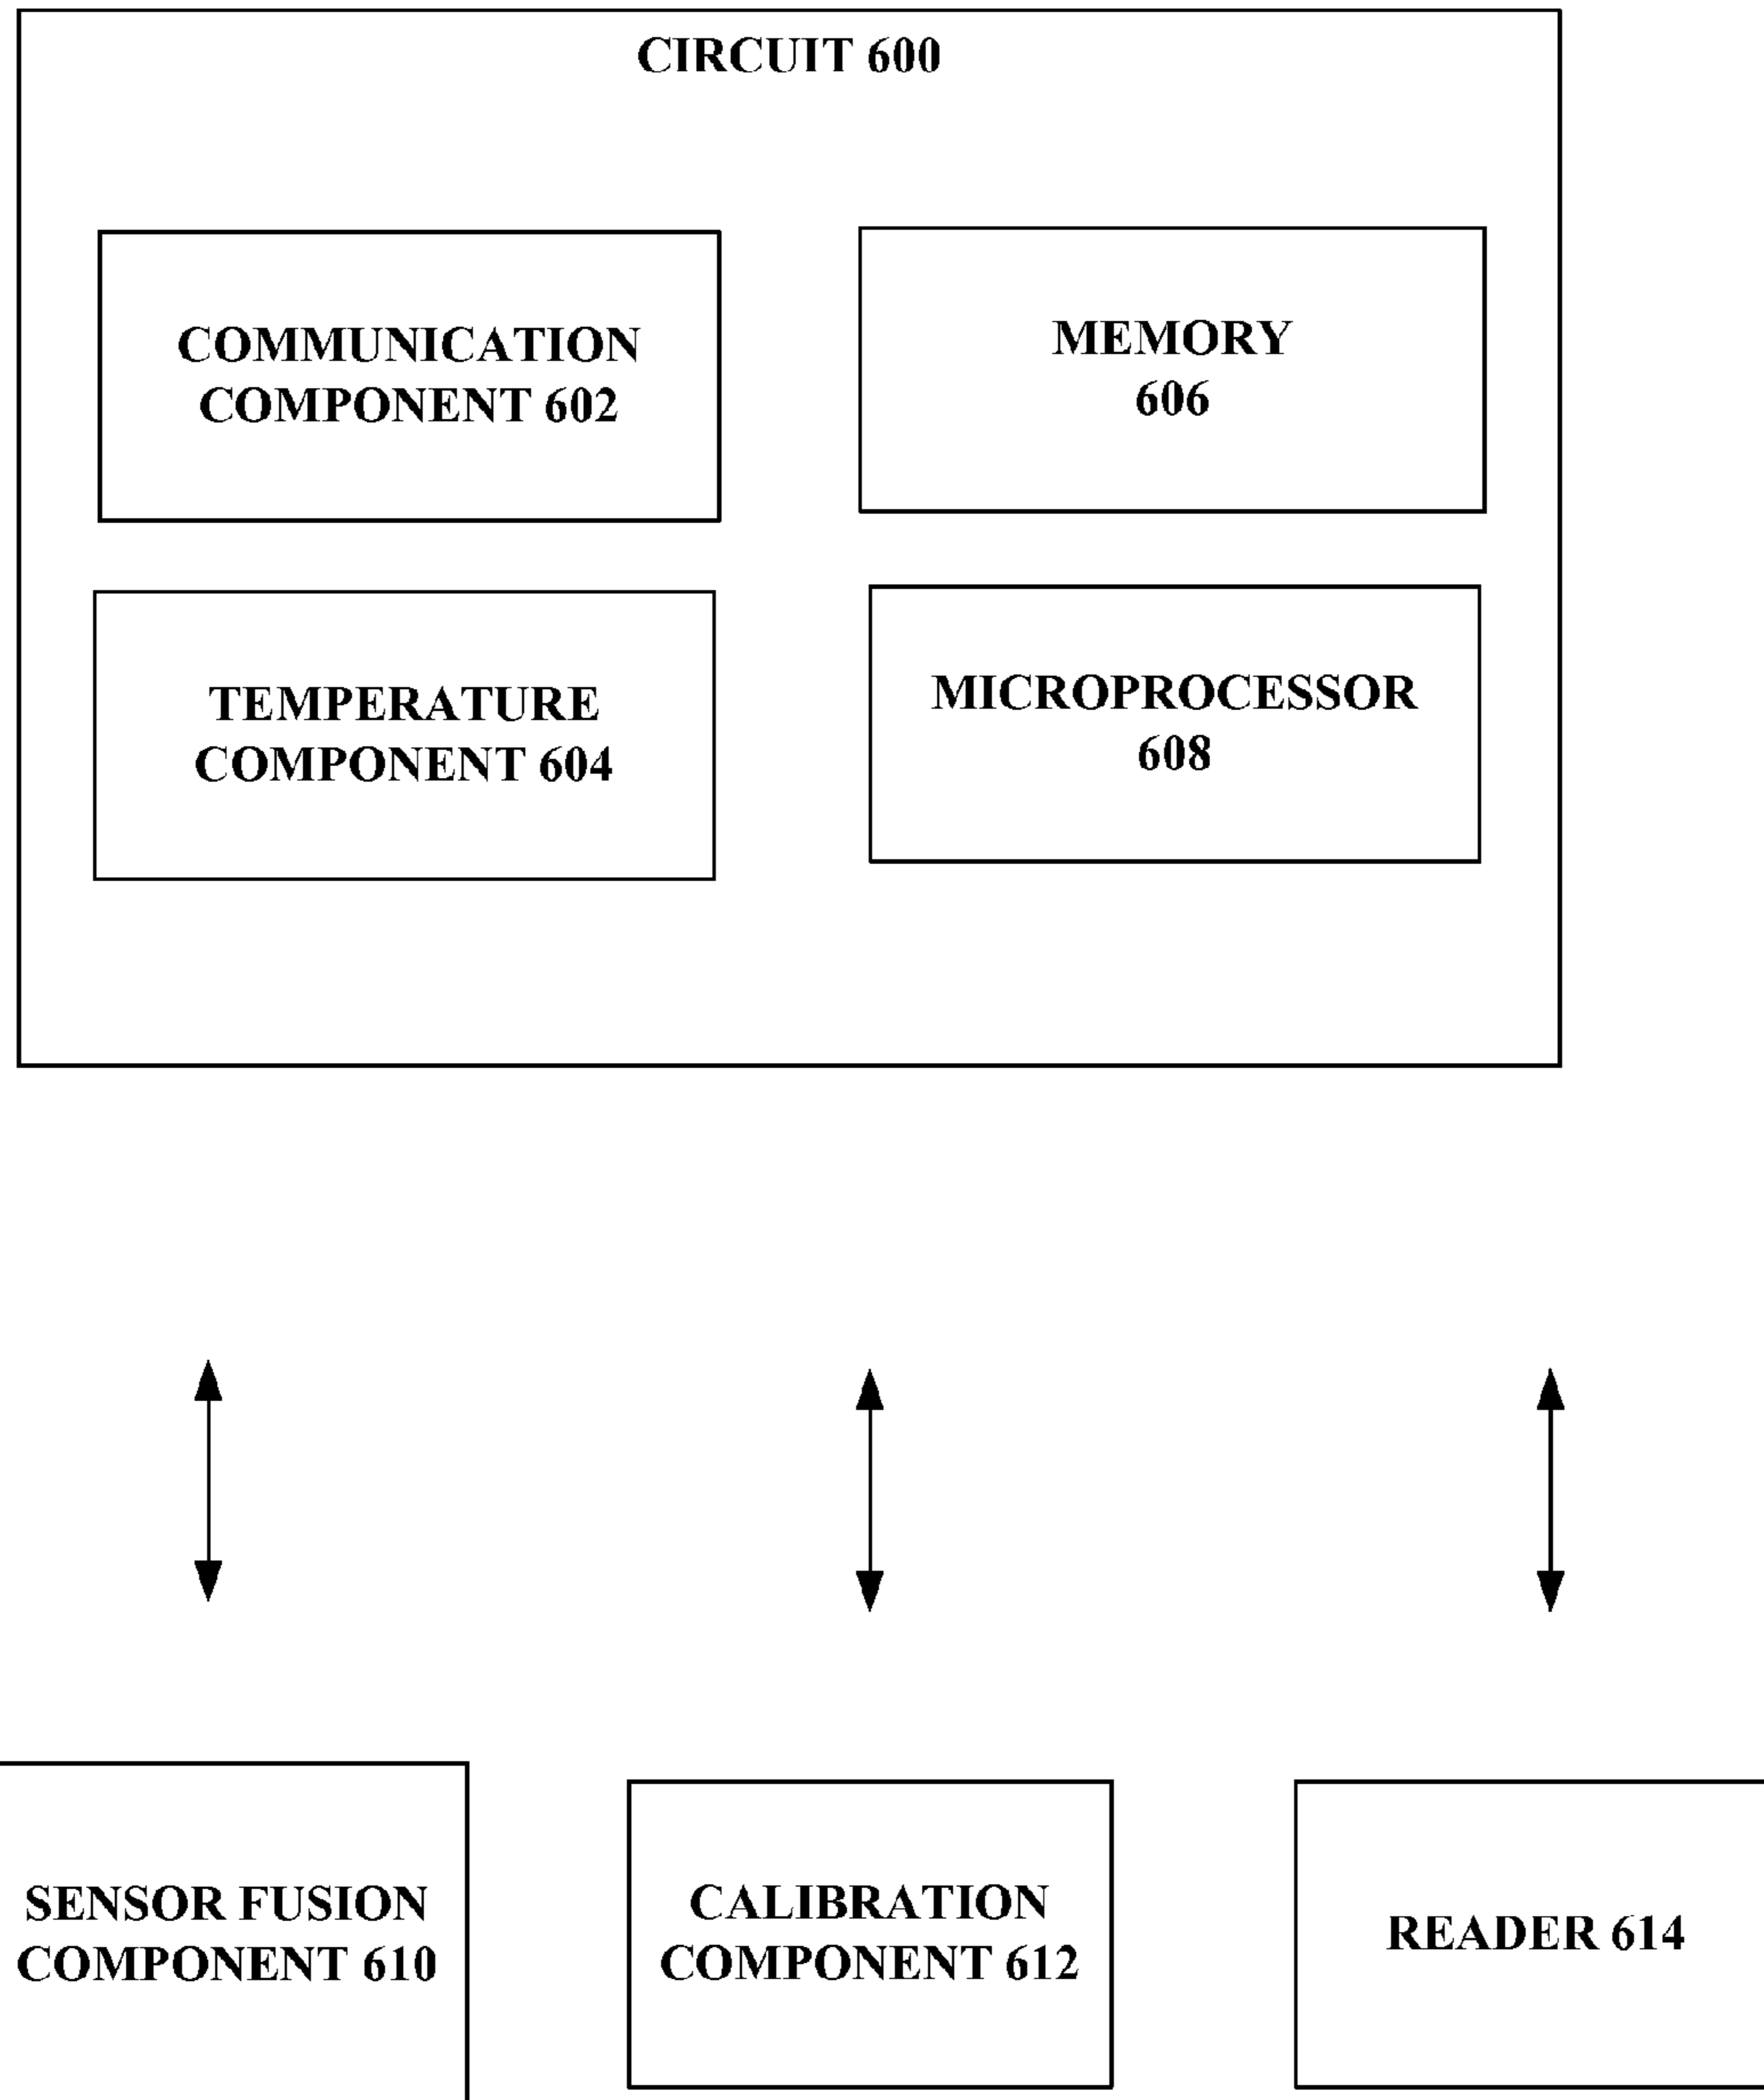 CIRCUIT 600
COMMUNICATION
COMPONENT 602
MEMORY
606
TEMPERATURE
COMPONENT 604
MICROPROCESSOR
608
SENSOR FUSION
COMPONENT 610
CALIBRATION
COMPONENT 612
READER 614